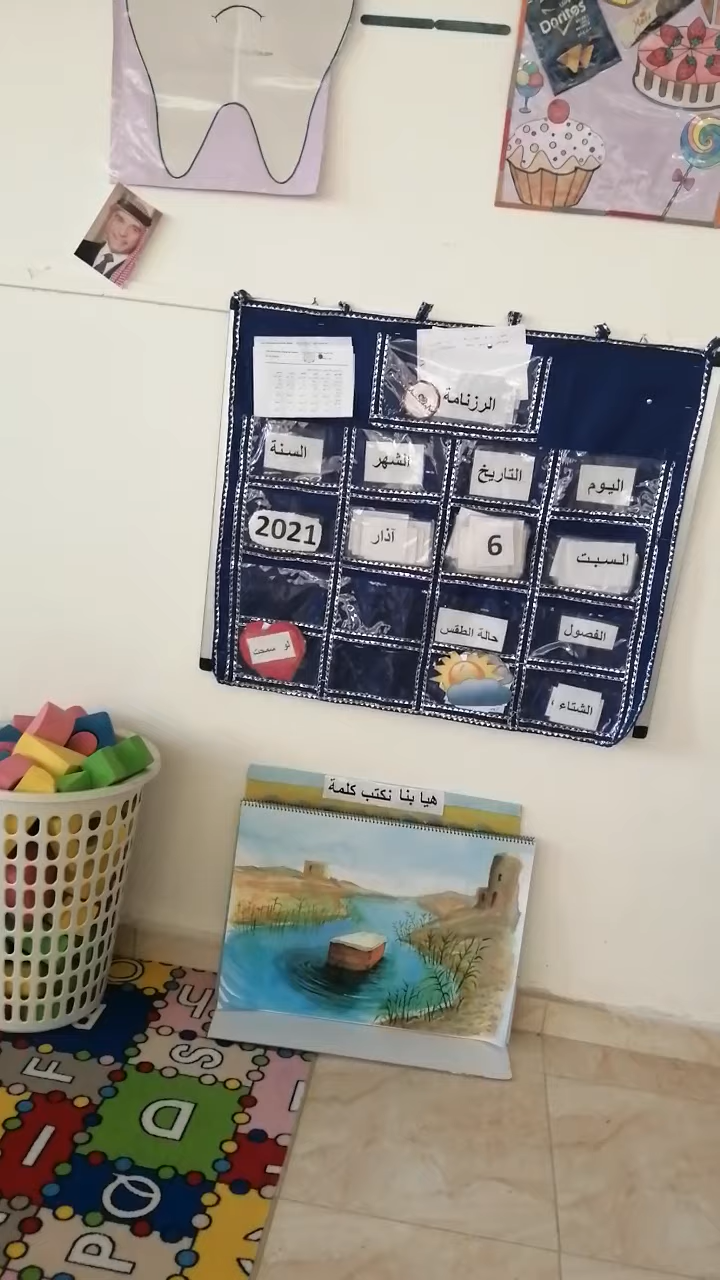 Doritos
الرزنامة
اليوم
التاريخ
الشهر
السنة
السبت
6
آذار
2021
الفصول
حالة الطقس
الشتاء
لو سمحت
هيا بنا نكتب كلمة
F
S
I
D
O
P